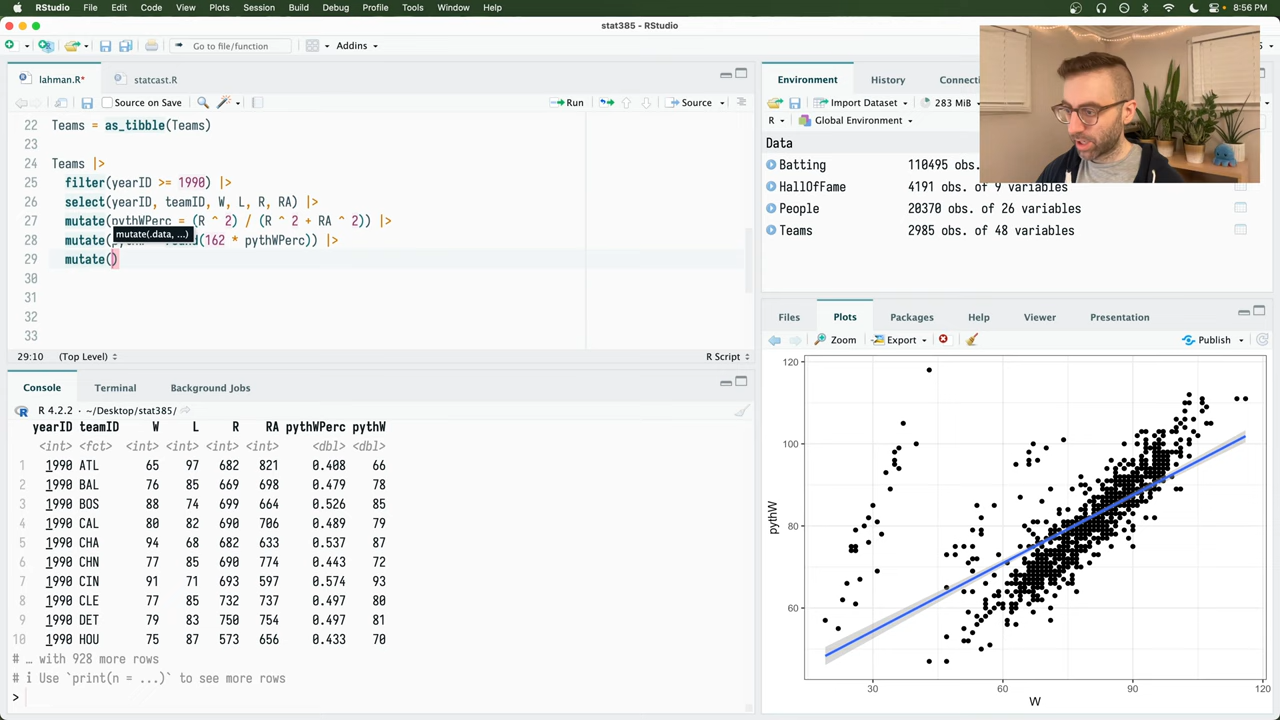 RStudio File Edit Code View Plots Session Build Debug Profile Tools Window Help 8:56 PM
stat385 - RStudio
Go to file/function Addins
lahman.R* statcast.R
Source on Save Run Source
22 Teams = as_tibble(Teams)
23
24 Teams |>
25 filter(yearID >= 1990) |>
26 select(yearID, teamID, W, L, R, RA) |>
27 mutate(pythWPerc = (R ^ 2) / (R ^ 2 + RA ^ 2)) |>
mutate(.data, ...)
28 mutate( (162 * pythWPerc)) |>
29 mutate()
30
31
32
33
29:10 (Top Level) R Script
Console Terminal Background Jobs
R 4.2.2 · ~/Desktop/stat385/
yearID teamID W L R RA pythWPerc pythW
<int> <fct> <int> <int> <int> <int> <dbl> <dbl>
1 1990 ATL 65 97 682 821 0.408 66
2 1990 BAL 76 85 669 698 0.479 78
3 1990 BOS 88 74 699 664 0.526 85
4 1990 CAL 80 82 690 706 0.489 79
5 1990 CHA 94 68 682 633 0.537 87
6 1990 CHN 77 85 690 774 0.443 72
7 1990 CIN 91 71 693 597 0.574 93
8 1990 CLE 77 85 732 737 0.497 80
9 1990 DET 79 83 750 754 0.497 81
10 1990 HOU 75 87 573 656 0.433 70
# … with 928 more rows
# ℹ Use `print(n = ...)` to see more rows
>
Environment History Connecti
Import Dataset 283 MiB
R Global Environment
Data
Batting 110495 obs.
HallOfFame 4191 obs. of 9 variables
People 20370 obs. of 26 variables
Teams 2985 obs. of 48 variables
Files Plots Packages Help Viewer Presentation
Zoom Export Publish
120
100
80
60
pythW
30 60 90 120
W